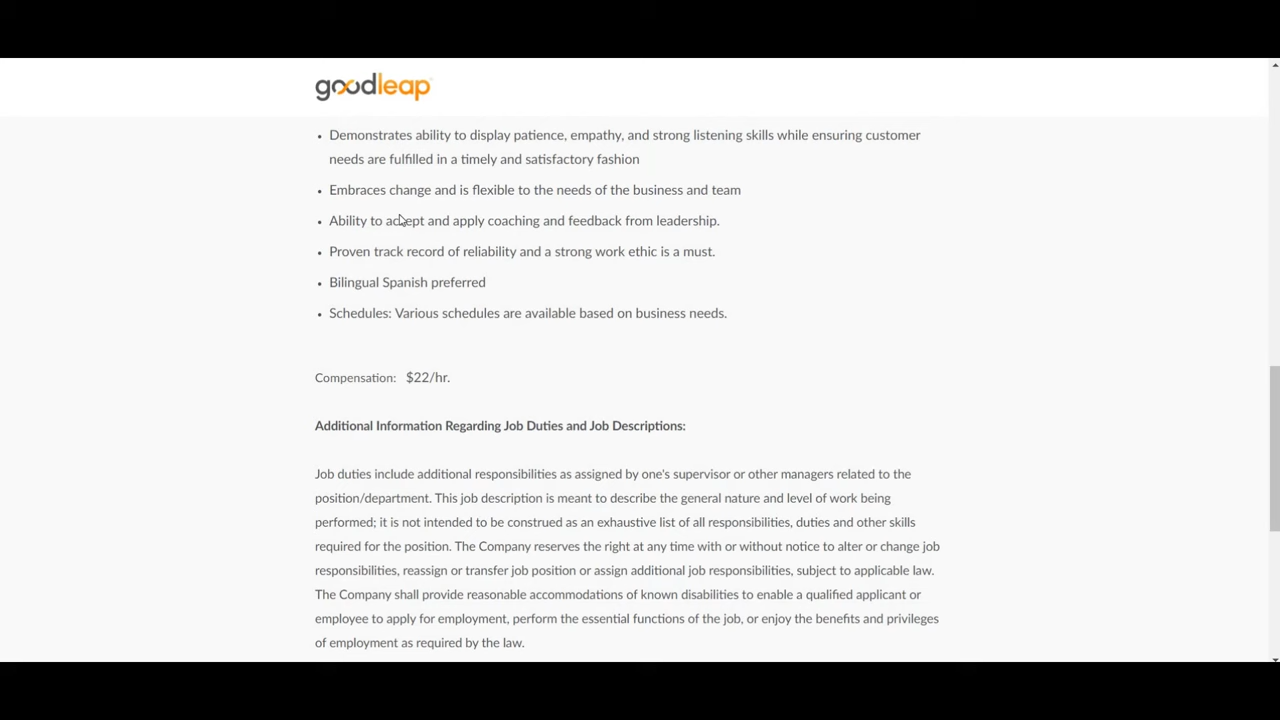 goodleap
• Demonstrates ability to display patience, empathy, and strong listening skills while ensuring customer
needs are fulfilled in a timely and satisfactory fashion
• Embraces change and is flexible to the needs of the business and team
• Ability to accept and apply coaching and feedback from leadership.
• Proven track record of reliability and a strong work ethic is a must.
• Bilingual Spanish preferred
• Schedules: Various schedules are available based on business needs.
Compensation: $22/hr.
Additional Information Regarding Job Duties and Job Descriptions:
Job duties include additional responsibilities as assigned by one's supervisor or other managers related to the
position/department. This job description is meant to describe the general nature and level of work being
performed; it is not intended to be construed as an exhaustive list of all responsibilities, duties and other skills
required for the position. The Company reserves the right at any time with or without notice to alter or change job
responsibilities, reassign or transfer job position or assign additional job responsibilities, subject to applicable law.
The Company shall provide reasonable accommodations of known disabilities to enable a qualified applicant or
employee to apply for employment, perform the essential functions of the job, or enjoy the benefits and privileges
of employment as required by the law.